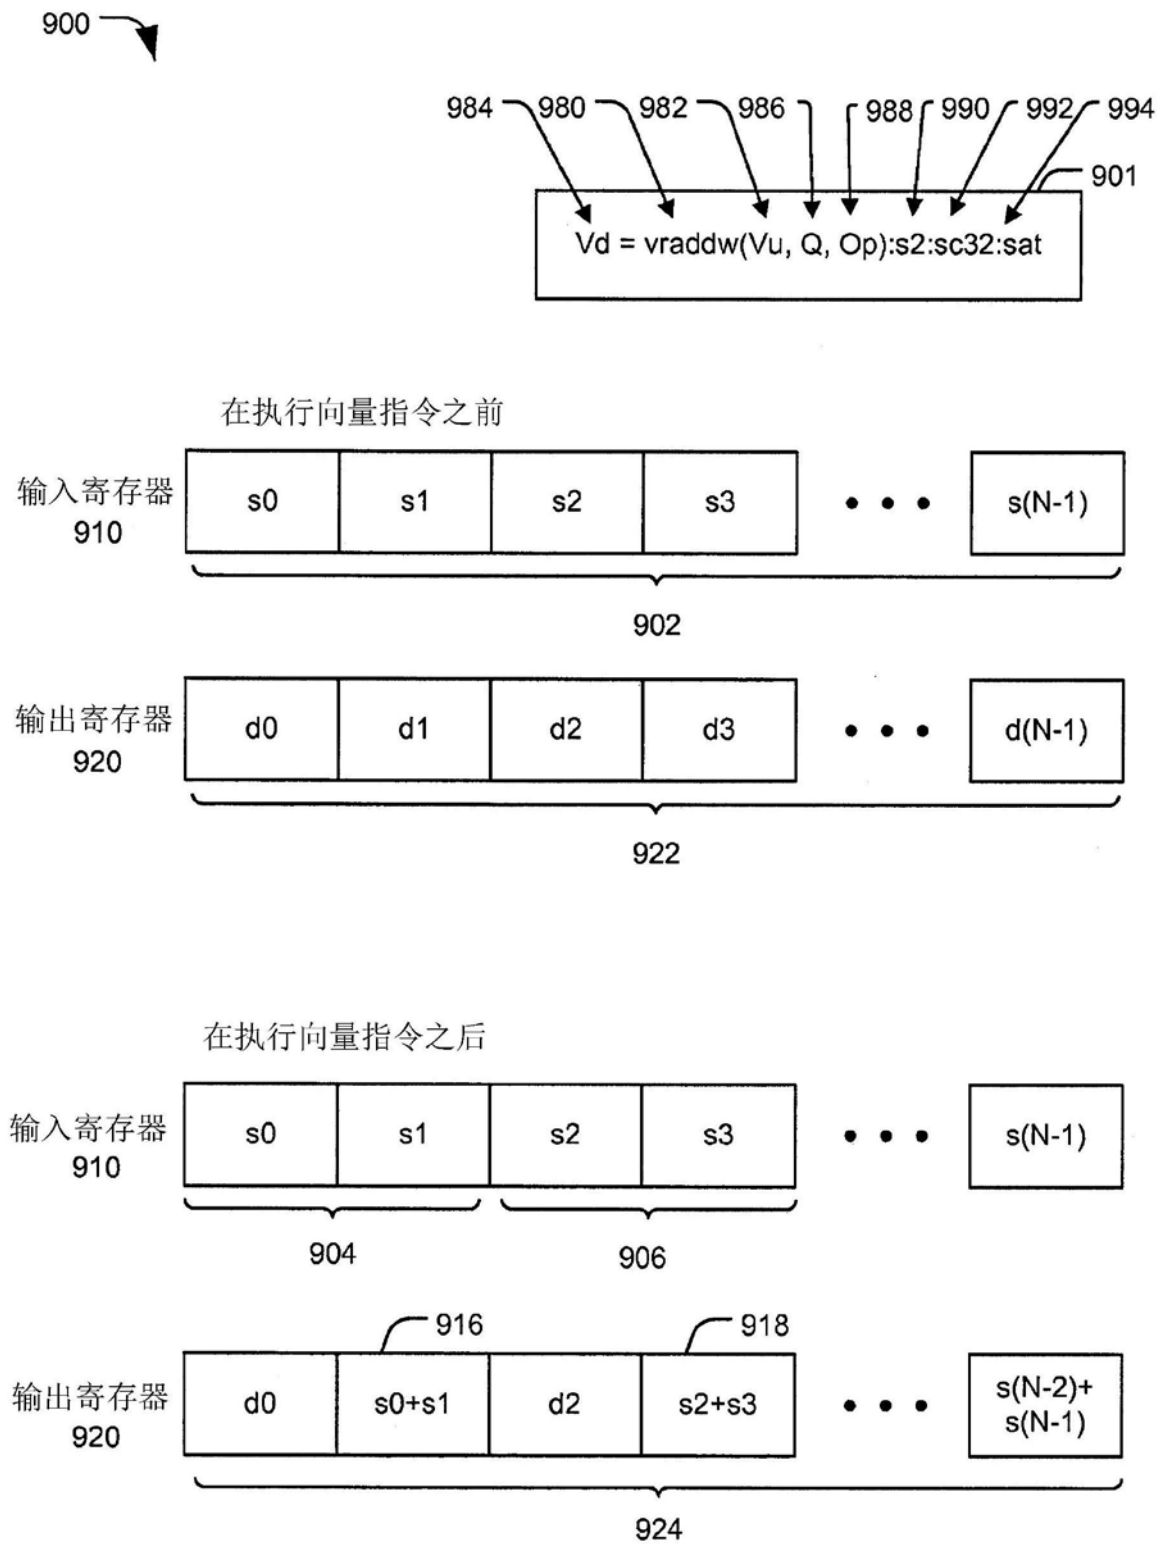 900
984 980 982 986 988 990 992 994
901
Vd = vraddw(Vu, Q, Op):s2:sc32:sat
在执行向量指令之前
输入寄存器 910
s0 s1 s2 s3 • • • s(N-1)
902
输出寄存器 920
d0 d1 d2 d3 • • • d(N-1)
922
在执行向量指令之后
输入寄存器 910
s0 s1 s2 s3 • • • s(N-1)
904 906
916 918
输出寄存器 920
d0 s0+s1 d2 s2+s3 • • • s(N-2)+ s(N-1)
924